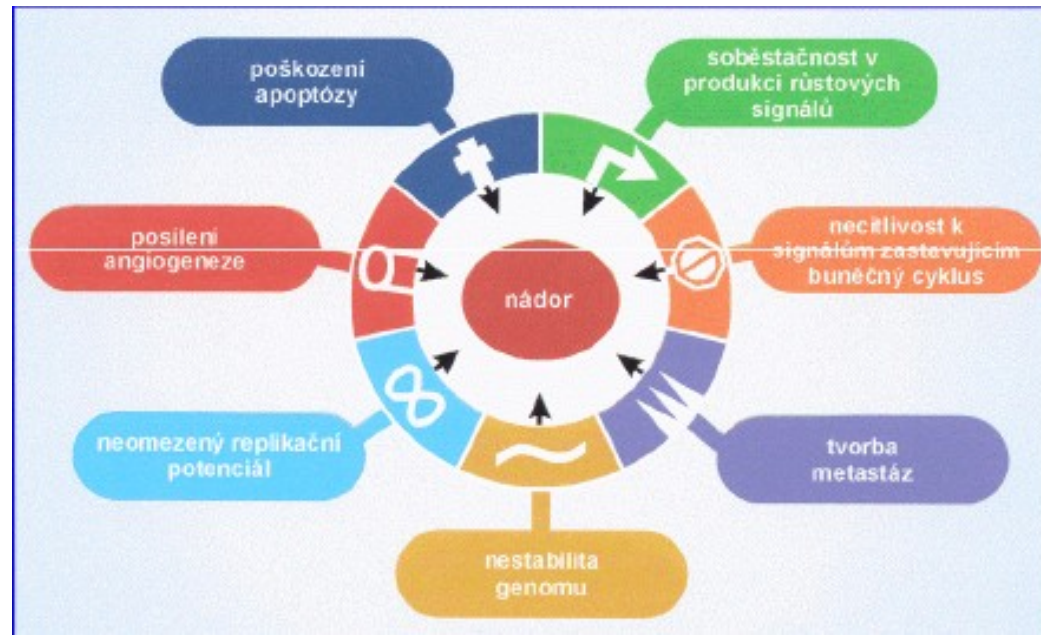 poškození
apoptózy
soběstačnost v
produkci růstových
signálů
posílení
angiogeneze
necitlivost k
signálům zastavujícím
buněčný cyklus
nádor
neomezený replikační
potenciál
tvorba
metastáz
nestabilita
genomu